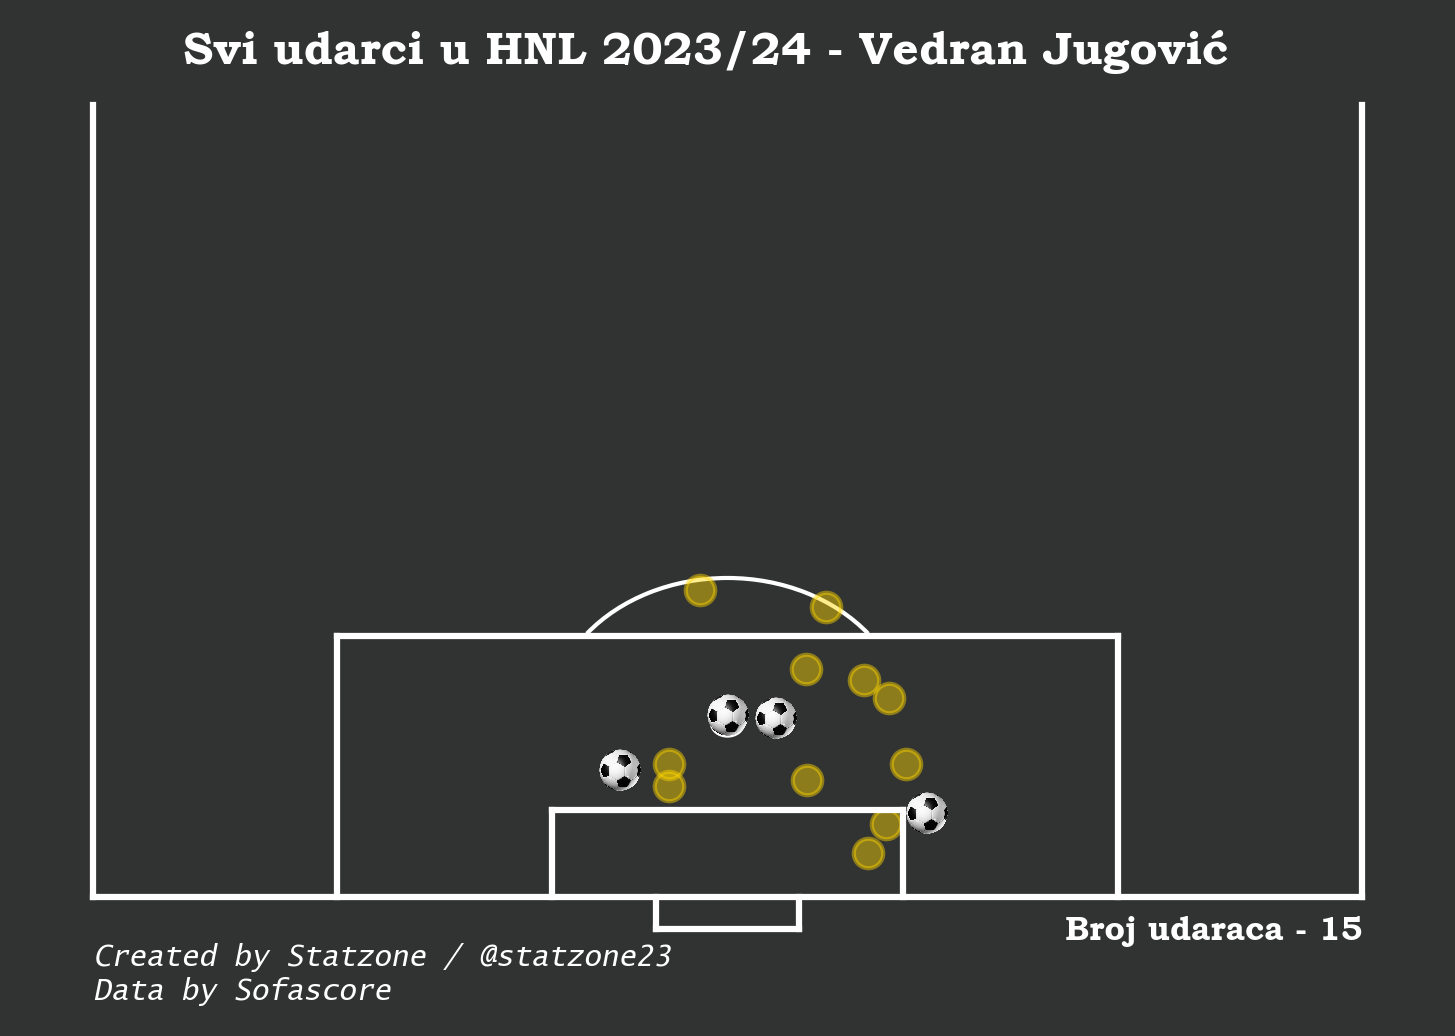 Svi udarci u HNL 2023/24 - Vedran Jugović
Broj udaraca - 15
Created by Statzone / @statzone23
Data by Sofascore